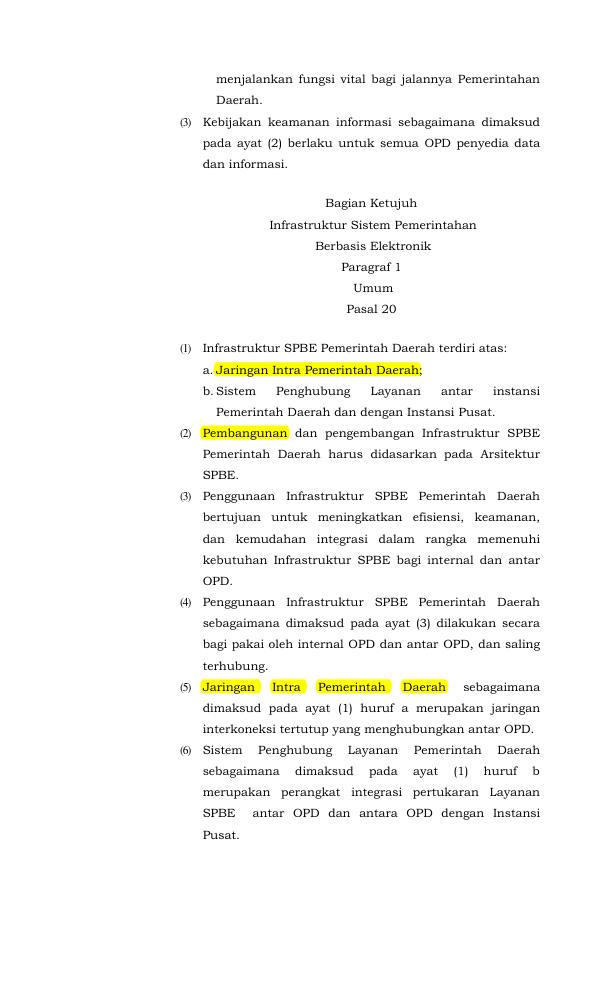 menjalankan fungsi vital bagi jalannya Pemerintahan
Daerah.
(3) Kebijakan keamanan informasi sebagaimana dimaksud
pada ayat (2) berlaku untuk semua OPD penyedia data
dan informasi.
Bagian Ketujuh
Infrastruktur Sistem Pemerintahan
Berbasis Elektronik
Paragraf 1
Umum
Pasal 20
(1) Infrastruktur SPBE Pemerintah Daerah terdiri atas:
a. Jaringan Intra Pemerintah Daerah;
b. Sistem Penghubung Layanan antar instansi
Pemerintah Daerah dan dengan Instansi Pusat.
(2) Pembangunan dan pengembangan Infrastruktur SPBE
Pemerintah Daerah harus didasarkan pada Arsitektur
SPBE.
(3) Penggunaan Infrastruktur SPBE Pemerintah Daerah
bertujuan untuk meningkatkan efisiensi, keamanan,
dan kemudahan integrasi dalam rangka memenuhi
kebutuhan Infrastruktur SPBE bagi internal dan antar
OPD.
(4) Penggunaan Infrastruktur SPBE Pemerintah Daerah
sebagaimana dimaksud pada ayat (3) dilakukan secara
bagi pakai oleh internal OPD dan antar OPD, dan saling
terhubung.
(5) Jaringan Intra Pemerintah Daerah sebagaimana
dimaksud pada ayat (1) huruf a merupakan jaringan
interkoneksi tertutup yang menghubungkan antar OPD.
(6) Sistem Penghubung Layanan Pemerintah Daerah
sebagaimana dimaksud pada ayat (1) huruf b
merupakan perangkat integrasi pertukaran Layanan
SPBE antar OPD dan antara OPD dengan Instansi
Pusat.